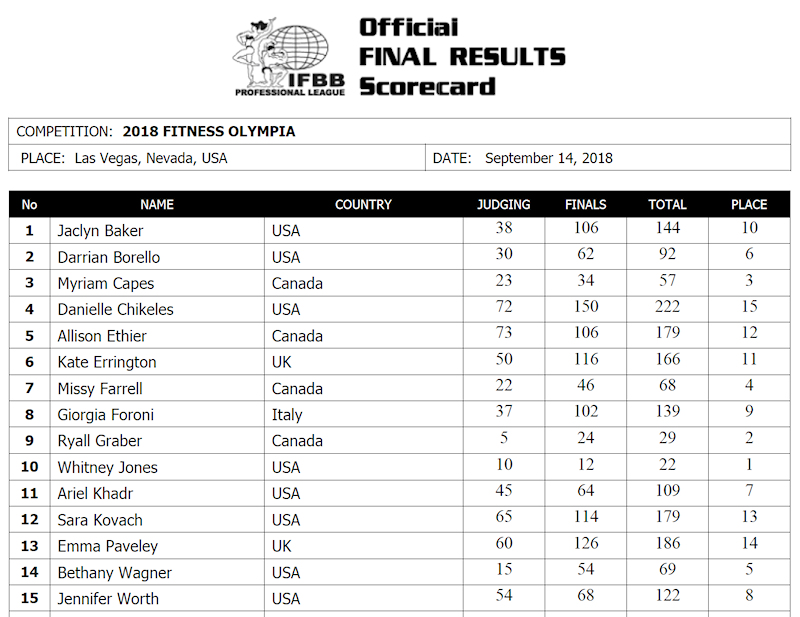 Official
FINAL RESULTS
Scorecard
IFBB
PROFESSIONAL LEAGUE
COMPETITION: 2018 FITNESS OLYMPIA
PLACE: Las Vegas, Nevada, USA DATE: September 14, 2018
No NAME COUNTRY JUDGING FINALS TOTAL PLACE
1 Jaclyn Baker USA 38 106 144 10
2 Darrian Borello USA 30 62 92 6
3 Myriam Capes Canada 23 34 57 3
4 Danielle Chikeles USA 72 150 222 15
5 Allison Ethier Canada 73 106 179 12
6 Kate Errington UK 50 116 166 11
7 Missy Farrell Canada 22 46 68 4
8 Giorgia Foroni Italy 37 102 139 9
9 Ryall Graber Canada 5 24 29 2
10 Whitney Jones USA 10 12 22 1
11 Ariel Khadr USA 45 64 109 7
12 Sara Kovach USA 65 114 179 13
13 Emma Paveley UK 60 126 186 14
14 Bethany Wagner USA 15 54 69 5
15 Jennifer Worth USA 54 68 122 8